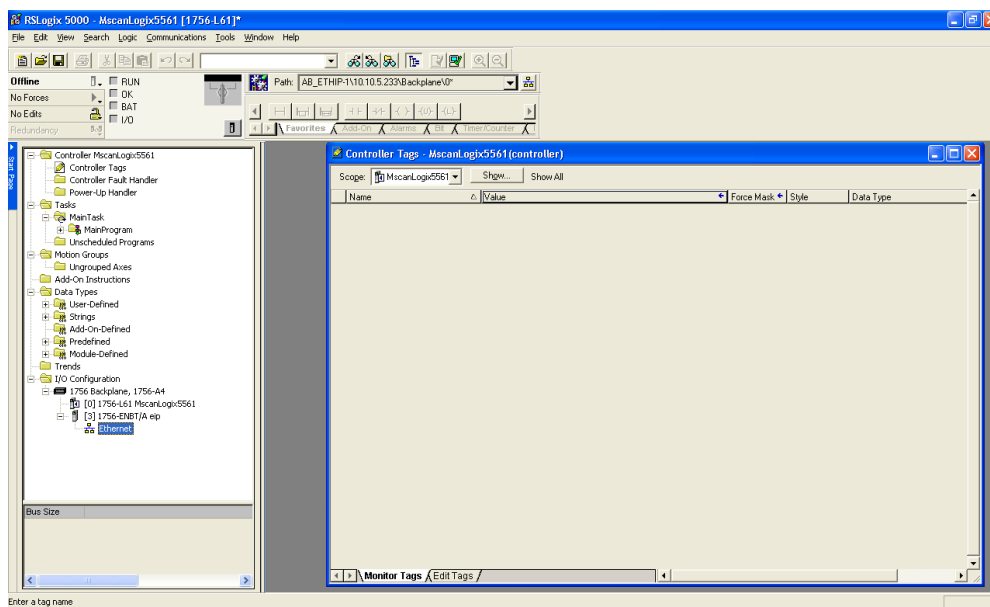 RSLogix 5000 - MscanLogix5561 [1756-L61]*
File Edit View Search Logic Communications Tools Window Help
Offline
RUN
No Forces
OK
No Edits
BAT
Redundancy
I/O
Path: AB_ETHIP-1\10.10.5.233\Backplane\0*
Favorites Add-On Alarms Bit Timer/Counter
Start Page
Controller MscanLogix5561
Controller Tags
Controller Fault Handler
Power-Up Handler
Tasks
MainTask
MainProgram
Unscheduled Programs
Motion Groups
Ungrouped Axes
Add-On Instructions
Data Types
User-Defined
Strings
Add-On-Defined
Predefined
Module-Defined
Trends
I/O Configuration
1756 Backplane, 1756-A4
[0] 1756-L61 MscanLogix5561
[3] 1756-ENBT/A eip
Ethernet
Bus Size
Controller Tags - MscanLogix5561(controller)
Scope: MscanLogix5561 Show... Show All
Name Value Force Mask Style Data Type
Monitor Tags Edit Tags
Enter a tag name